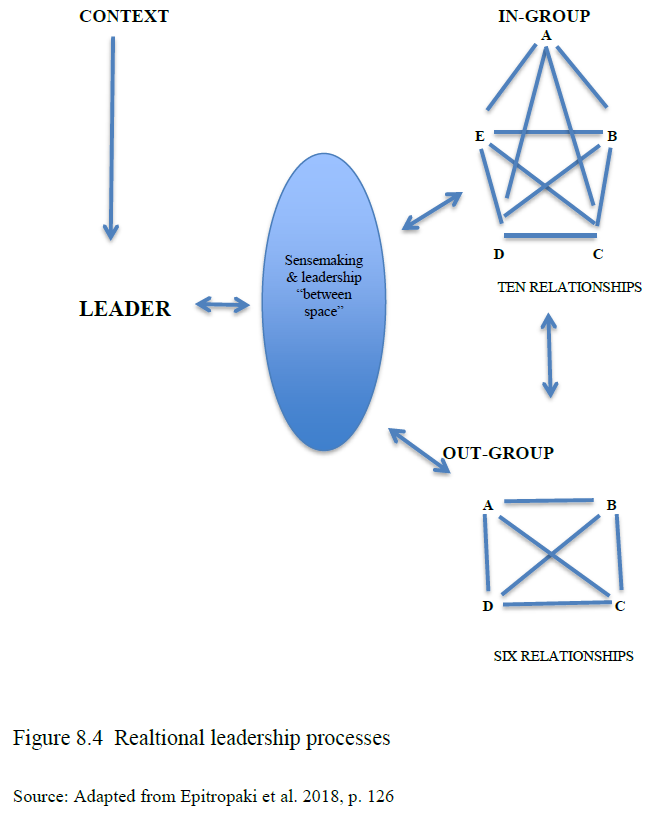 CONTEXT
IN-GROUP
A
E
B
D
C
TEN RELATIONSHIPS
Sensemaking
& leadership
“between
space”
LEADER
OUT-GROUP
A
B
D
C
SIX RELATIONSHIPS
Figure 8.4 Realtional leadership processes
Source: Adapted from Epitropaki et al. 2018, p. 126